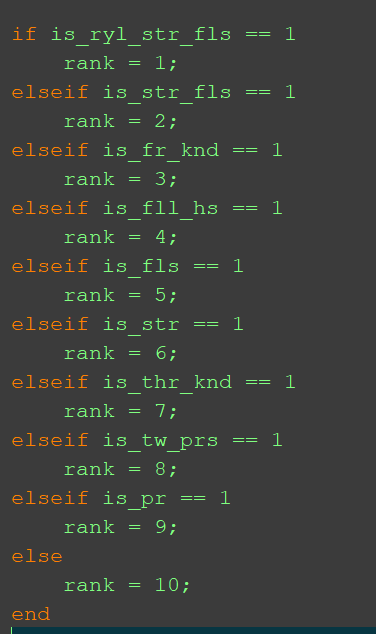 if is_ryl_str_fls == 1
    rank = 1;
elseif is_str_fls == 1
    rank = 2;
elseif is_fr_knd == 1
    rank = 3;
elseif is_fll_hs == 1
    rank = 4;
elseif is_fls == 1
    rank = 5;
elseif is_str == 1
    rank = 6;
elseif is_thr_knd == 1
    rank = 7;
elseif is_tw_prs == 1
    rank = 8;
elseif is_pr == 1
    rank = 9;
else
    rank = 10;
end